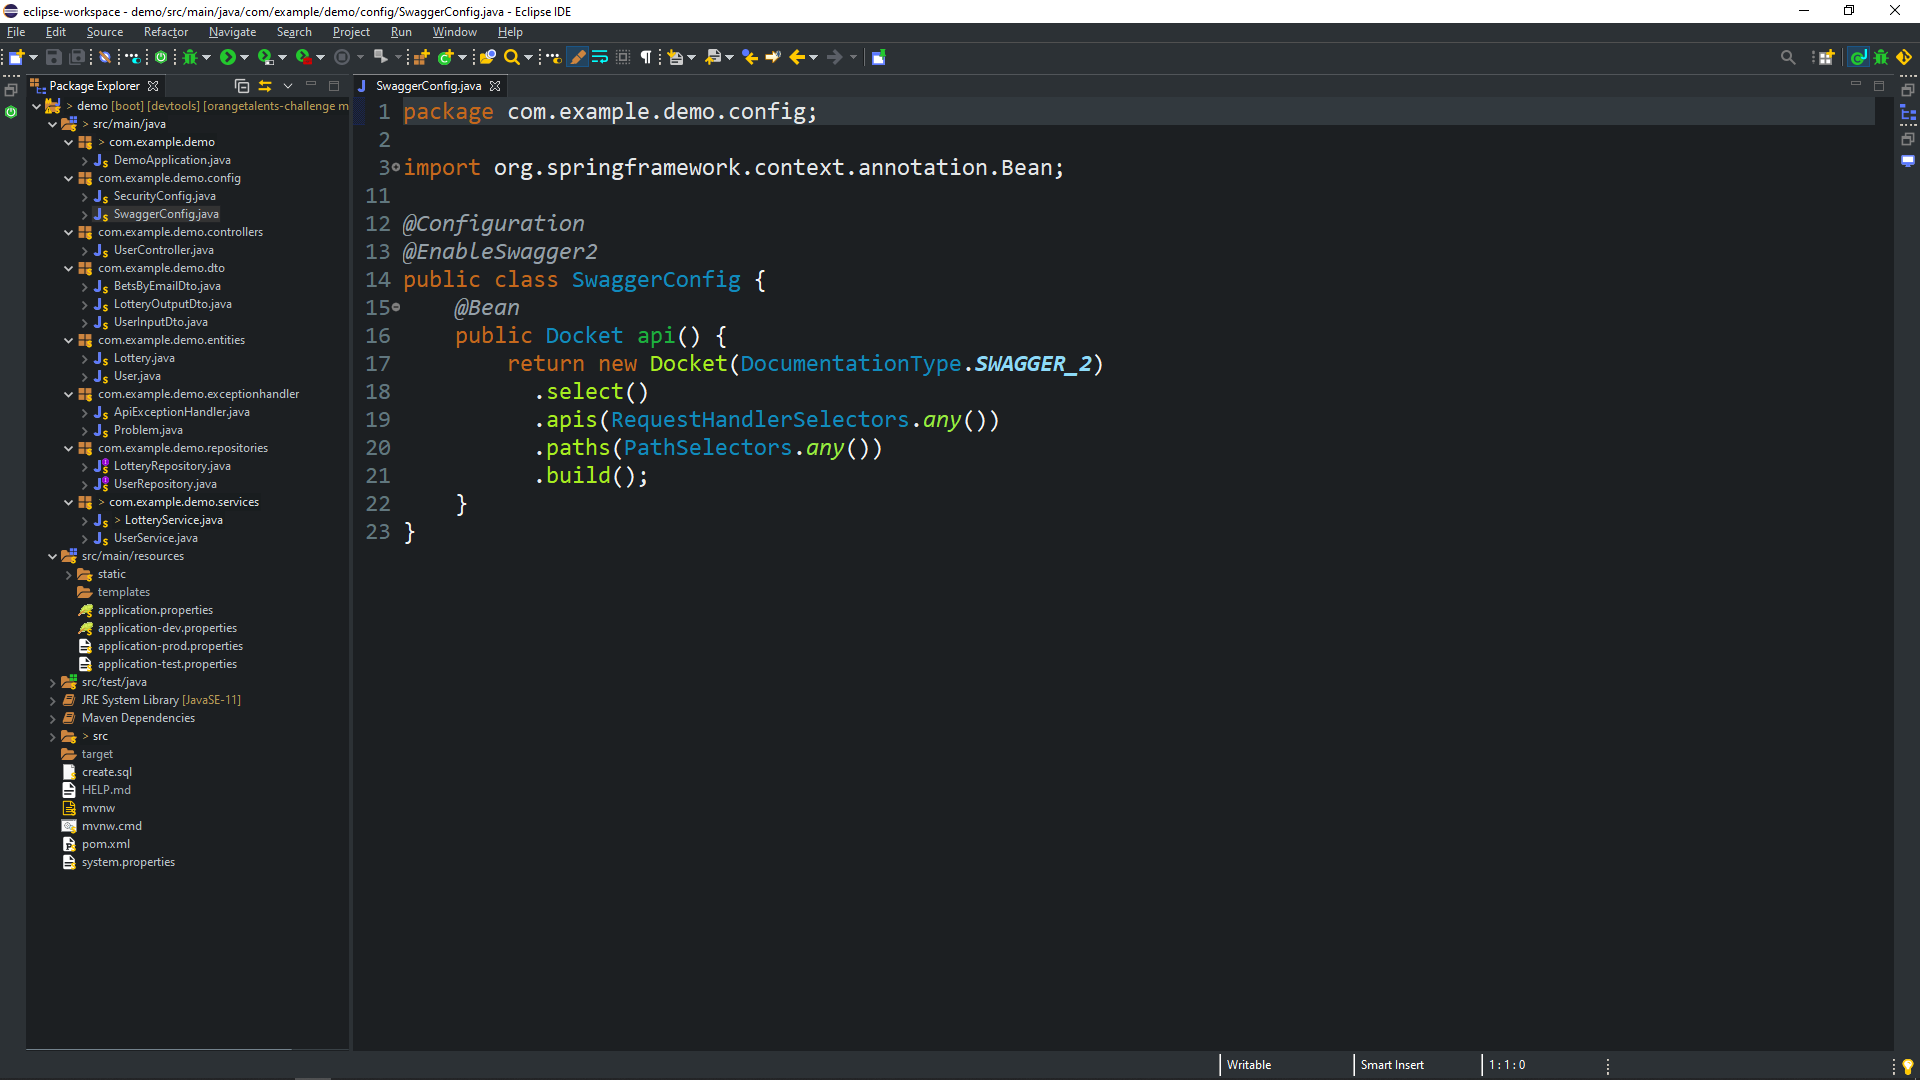 eclipse-workspace - demo/src/main/java/com/example/demo/config/SwaggerConfig.java - Eclipse IDE
File Edit Source Refactor Navigate Search Project Run Window Help
Package Explorer
SwaggerConfig.java
> demo [boot] [devtools] [orangetalents-challenge m
> src/main/java
> com.example.demo
DemoApplication.java
com.example.demo.config
SecurityConfig.java
SwaggerConfig.java
com.example.demo.controllers
UserController.java
com.example.demo.dto
BetsByEmailDto.java
LotteryOutputDto.java
UserInputDto.java
com.example.demo.entities
Lottery.java
User.java
com.example.demo.exceptionhandler
ApiExceptionHandler.java
Problem.java
com.example.demo.repositories
LotteryRepository.java
UserRepository.java
> com.example.demo.services
> LotteryService.java
UserService.java
src/main/resources
static
templates
application.properties
application-dev.properties
application-prod.properties
application-test.properties
src/test/java
JRE System Library [JavaSE-11]
Maven Dependencies
> src
target
create.sql
HELP.md
mvnw
mvnw.cmd
pom.xml
system.properties
1 package com.example.demo.config;
2
3 import org.springframework.context.annotation.Bean;
11
12 @Configuration
13 @EnableSwagger2
14 public class SwaggerConfig {
15 @Bean
16 public Docket api() {
17 return new Docket(DocumentationType.SWAGGER_2)
18 .select()
19 .apis(RequestHandlerSelectors.any())
20 .paths(PathSelectors.any())
21 .build();
22 }
23 }
Writable
Smart Insert
1 : 1 : 0